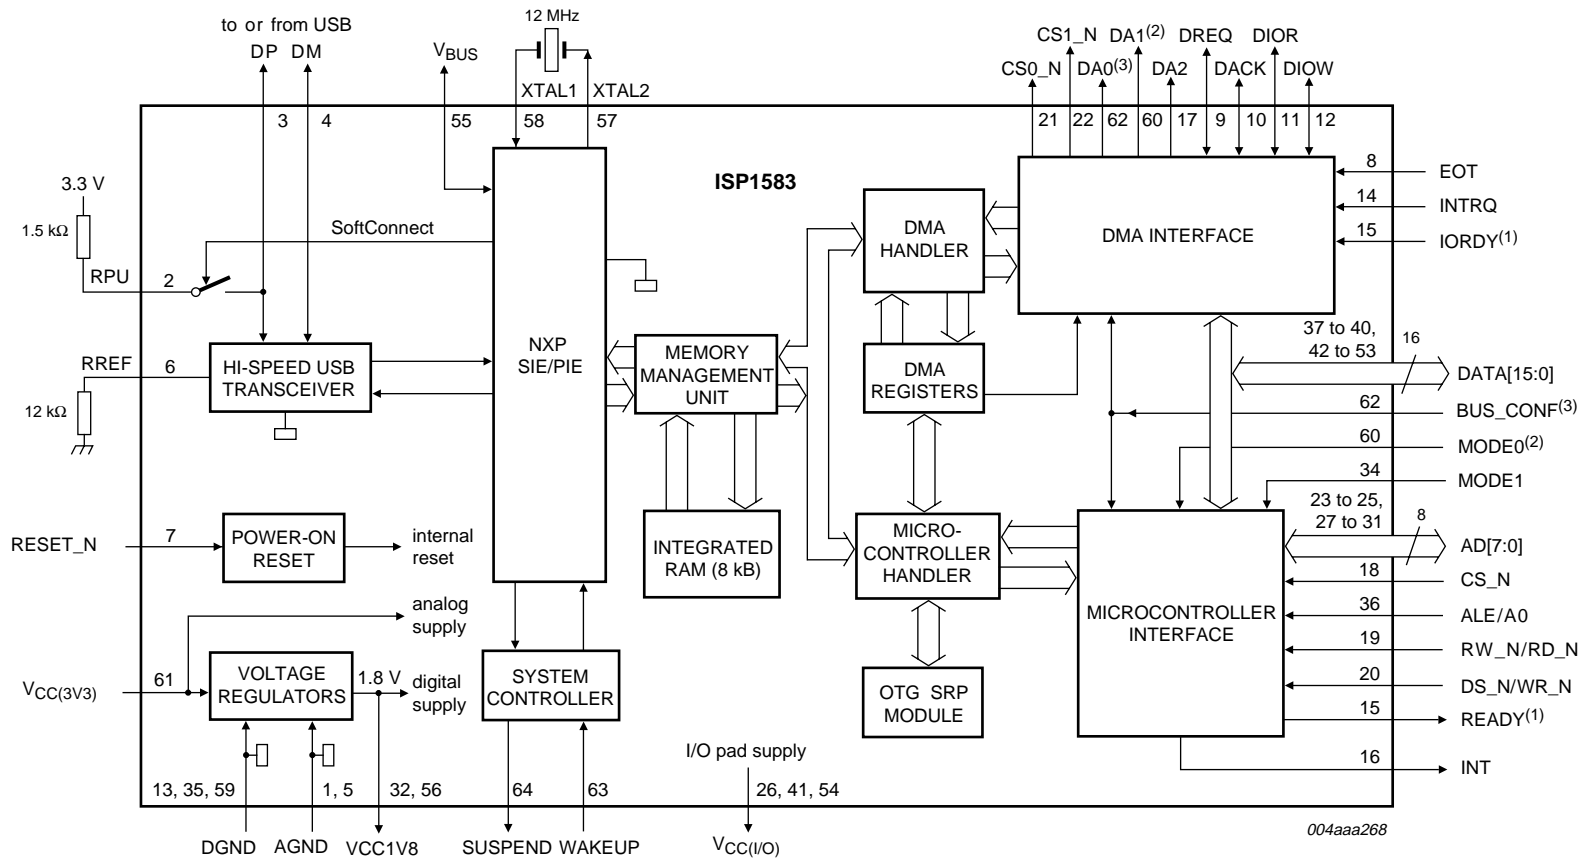 to or from USB
DP DM
V_BUS
12 MHz
XTAL1 XTAL2
CS1_N DA1(2) DREQ DIOR
CS0_N DA0(3) DA2 DACK DIOW
3 4 55 58 57 21 22 62 60 17 9 10 11 12
3.3 V
1.5 kΩ
RPU 2
SoftConnect
ISP1583
RREF 6
12 kΩ
HI-SPEED USB
TRANSCEIVER
NXP
SIE/PIE
MEMORY
MANAGEMENT
UNIT
INTEGRATED
RAM (8 kB)
DMA
HANDLER
DMA
REGISTERS
DMA INTERFACE
8 EOT
14 INTRQ
15 IORDY(1)
37 to 40,
42 to 53
16
DATA[15:0]
62 BUS_CONF(3)
60 MODE0(2)
34 MODE1
23 to 25,
27 to 31
8
AD[7:0]
18 CS_N
36 ALE/A0
19 RW_N/RD_N
20 DS_N/WR_N
15 READY(1)
16 INT
MICRO-
CONTROLLER
HANDLER
MICROCONTROLLER
INTERFACE
OTG SRP
MODULE
RESET_N 7
POWER-ON
RESET
internal
reset
analog
supply
VCC(3V3) 61
VOLTAGE
REGULATORS
1.8 V
digital
supply
SYSTEM
CONTROLLER
I/O pad supply
13, 35, 59 1, 5 32, 56 64 63 26, 41, 54
DGND AGND VCC1V8 SUSPEND WAKEUP VCC(I/O)
004aaa268